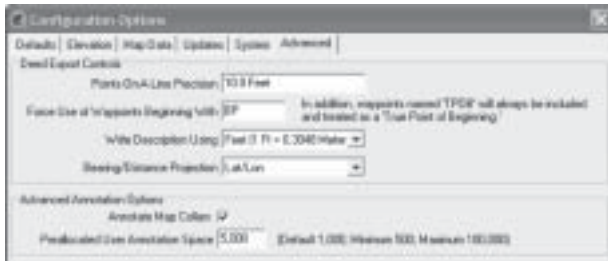 Configuration Options
Defaults Elevation Map Data Updates System Advanced
Deed Export Controls
Points On A Line Precision 10.0 Feet
Force Use of Waypoints Beginning With BP In addition, waypoints named 'TPOB' will always be included
and treated as a 'True Point of Beginning.'
Write Description Using Feet (1 Ft = 0.3048 Meter
Bearing/Distance Projection Lat/Lon
Advanced Annotation Options
Annotate Map Collars
Preallocated User Annotation Space 5,000 (Default 1,000, Minimum 500, Maximum 100,000)